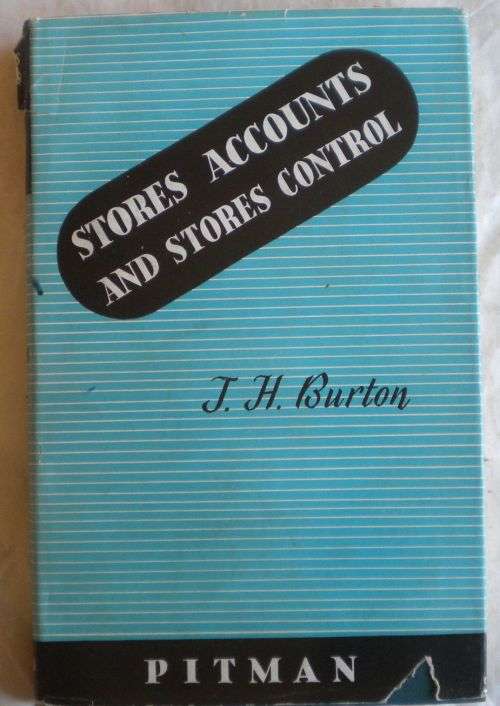 STORES ACCOUNTS
AND STORES CONTROL
J. H. Burton
PITMAN